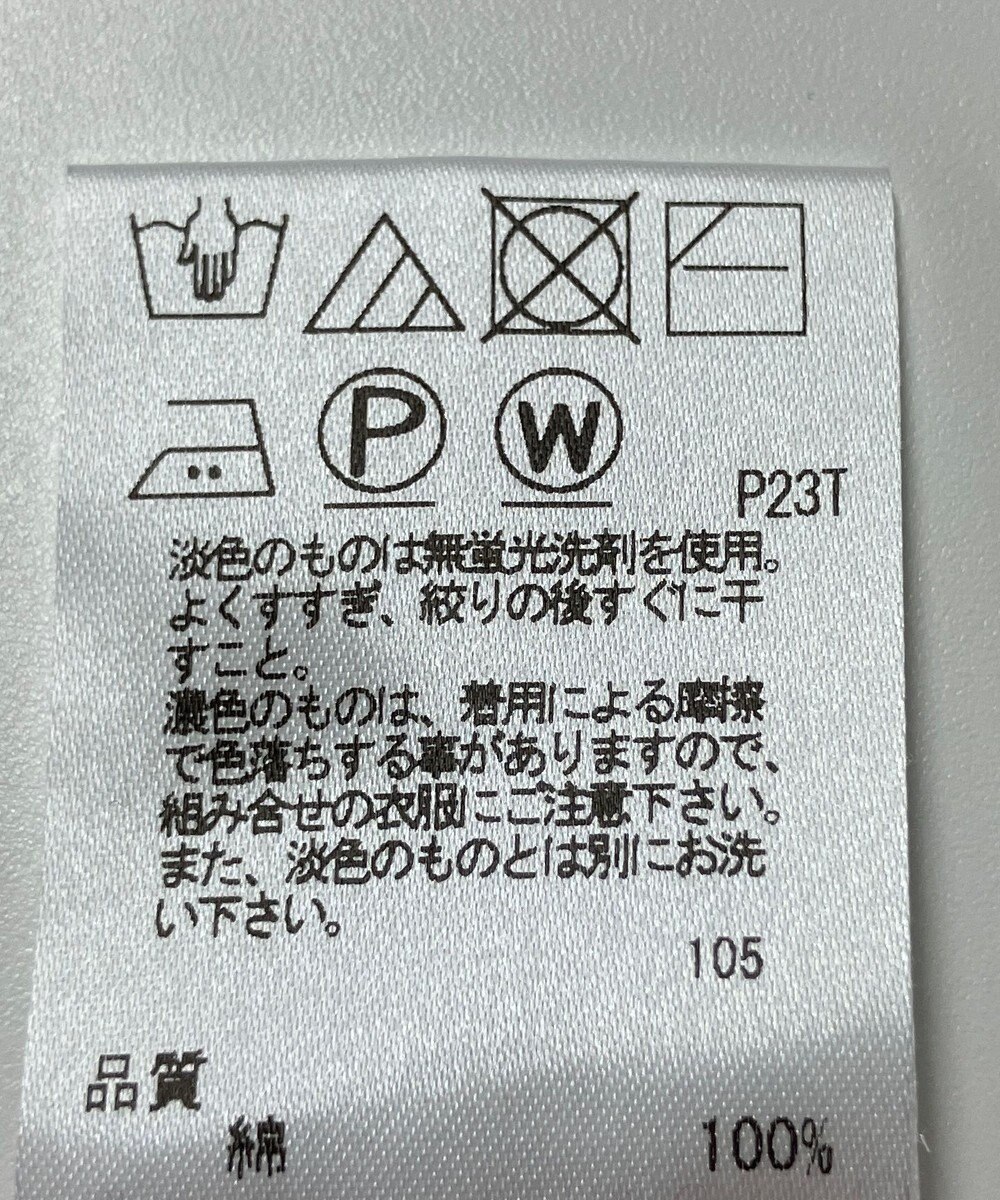 P W
P23T
淡色のものは無蛍光洗剤を使用。
よくすすぎ、絞りの後すぐに干
すこと。
濃色のものは、着用による摩擦
で色落ちする事がありますので、
組み合せの衣服にご注意下さい。
また、淡色のものとは別にお洗
い下さい。
105
品質
綿 100%